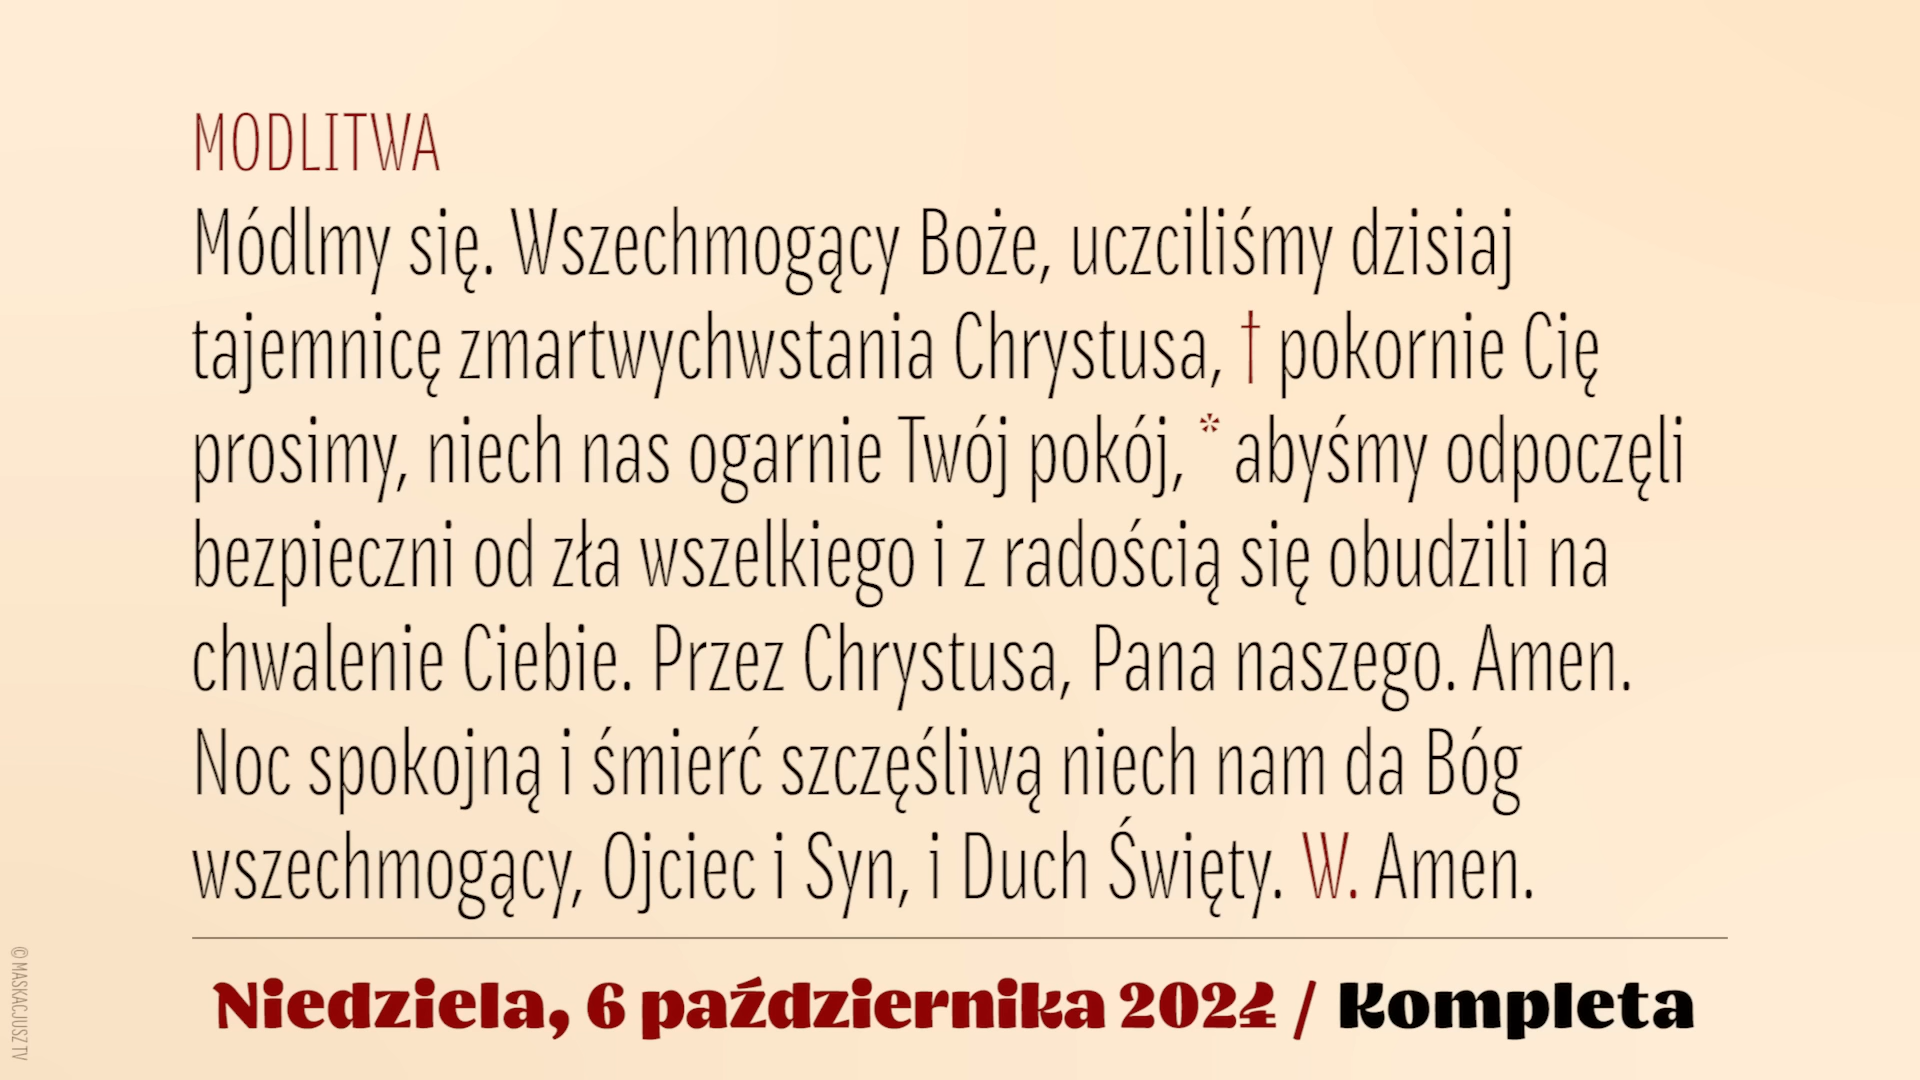 MODLITWA
Módlmy się. Wszechmogący Boże, uczciliśmy dzisiaj
tajemnicę zmartwychwstania Chrystusa, † pokornie Cię
prosimy, niech nas ogarnie Twój pokój, * abyśmy odpoczęli
bezpieczni od zła wszelkiego i z radością się obudzili na
chwalenie Ciebie. Przez Chrystusa, Pana naszego. Amen.
Noc spokojną i śmierć szczęśliwą niech nam da Bóg
wszechmogący, Ojciec i Syn, i Duch Święty. W. Amen.
Niedziela, 6 października 2024 / Kompleta
© MASKACJUSZ TV